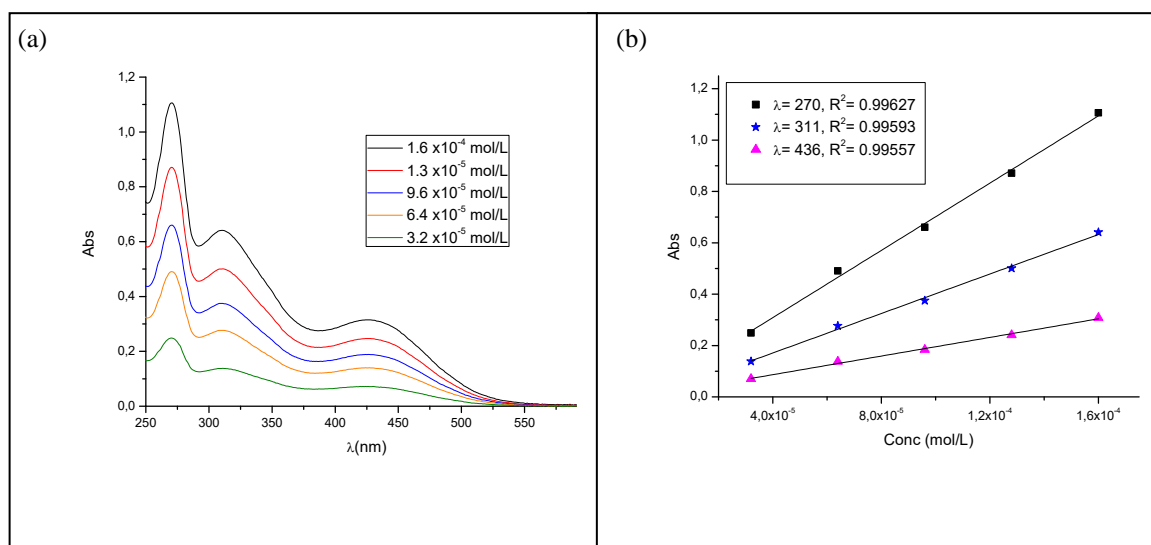 (a)
1,2
1,0
0,8
0,6
0,4
0,2
0,0
Abs
250 300 350 400 450 500 550
λ(nm)
1.6 x10⁻⁴ mol/L
1.3 x10⁻⁵ mol/L
9.6 x10⁻⁵ mol/L
6.4 x10⁻⁵ mol/L
3.2 x10⁻⁵ mol/L
(b)
1,2
1,0
0,8
0,6
0,4
0,2
0,0
Abs
4,0x10⁻⁵ 8,0x10⁻⁵ 1,2x10⁻⁴ 1,6x10⁻⁴
Conc (mol/L)
λ= 270, R²= 0.99627
λ= 311, R²= 0.99593
λ= 436, R²= 0.99557